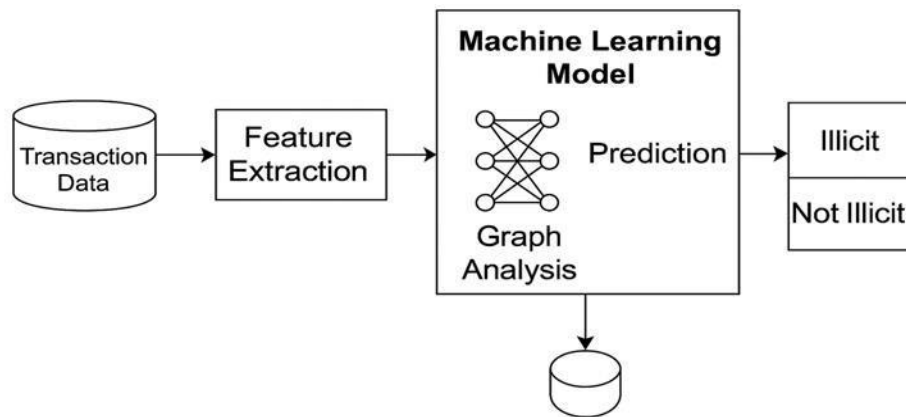 Machine Learning
Model
Transaction
Data
Feature
Extraction
Graph
Analysis
Prediction
Illicit
Not Illicit